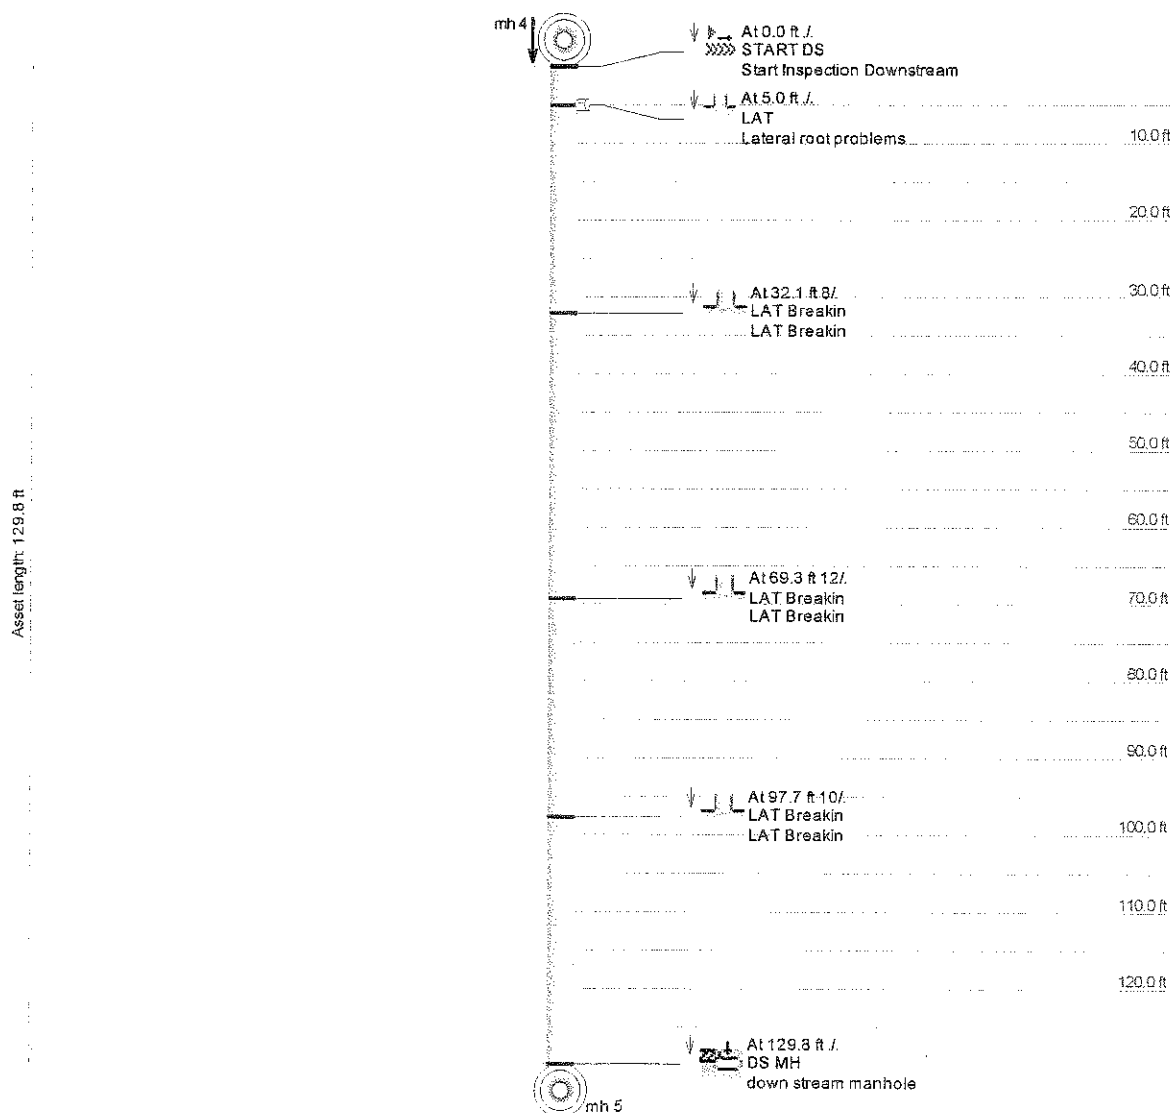 mh 4
At 0.0 ft ./.
START DS
Start Inspection Downstream
At 5.0 ft ./.
LAT
Lateral root problems
10.0 ft
20.0 ft
At 32.1 ft 8/.
LAT Breakin
LAT Breakin
30.0 ft
40.0 ft
50.0 ft
60.0 ft
Asset length: 129.8 ft
At 69.3 ft 12/.
LAT Breakin
LAT Breakin
70.0 ft
80.0 ft
90.0 ft
At 97.7 ft 10/.
LAT Breakin
LAT Breakin
100.0 ft
110.0 ft
120.0 ft
At 129.8 ft ./.
DS MH
down stream manhole
mh 5